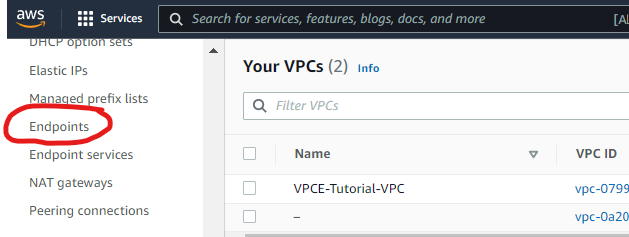 aws
Services
Search for services, features, blogs, docs, and more
[Al
DHCP option sets
Elastic IPs
Managed prefix lists
Endpoints
Endpoint services
NAT gateways
Peering connections
Your VPCs (2) Info
Filter VPCs
Name VPC ID
VPCE-Tutorial-VPC vpc-0799
– vpc-0a20